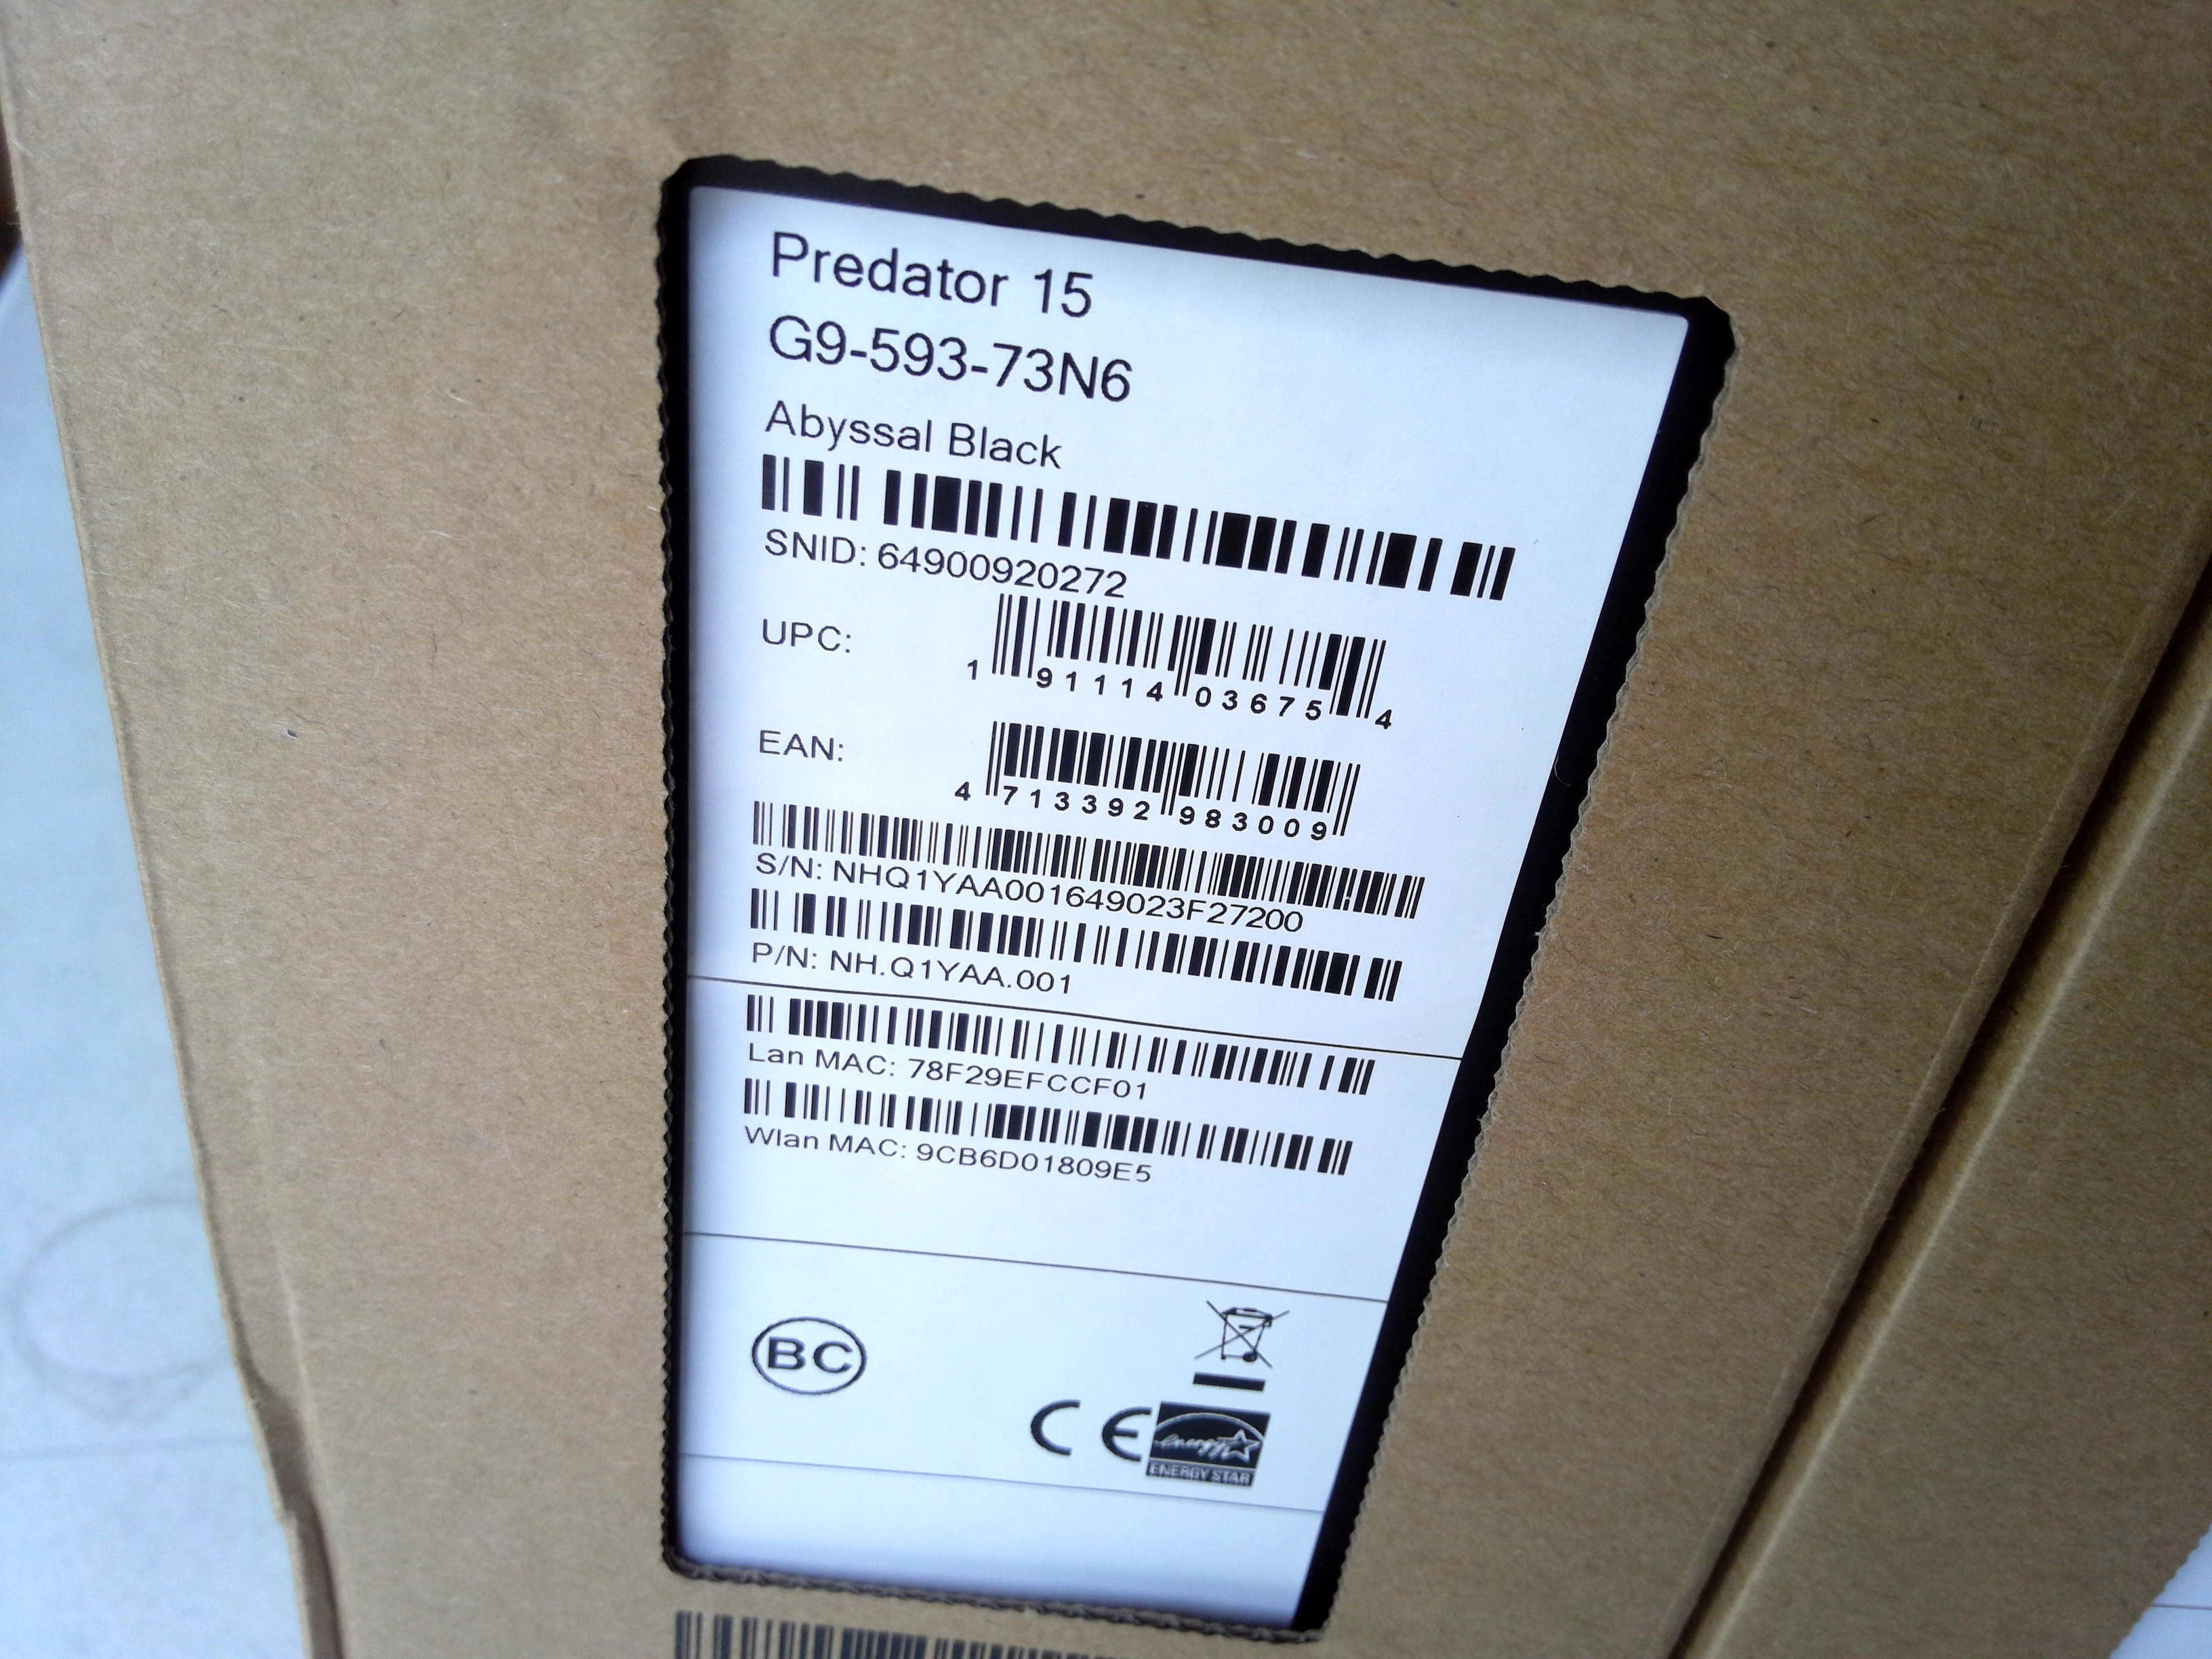 Predator 15
G9-593-73N6
Abyssal Black
SNID: 64900920272
UPC:
1 91114 03675 4
EAN:
4 713392 983009
S/N: NHQ1YAA001649023F27200
P/N: NH.Q1YAA.001
Lan MAC: 78F29EFCCF01
Wlan MAC: 9CB6D01809E5
BC
CE
energy
ENERGY STAR